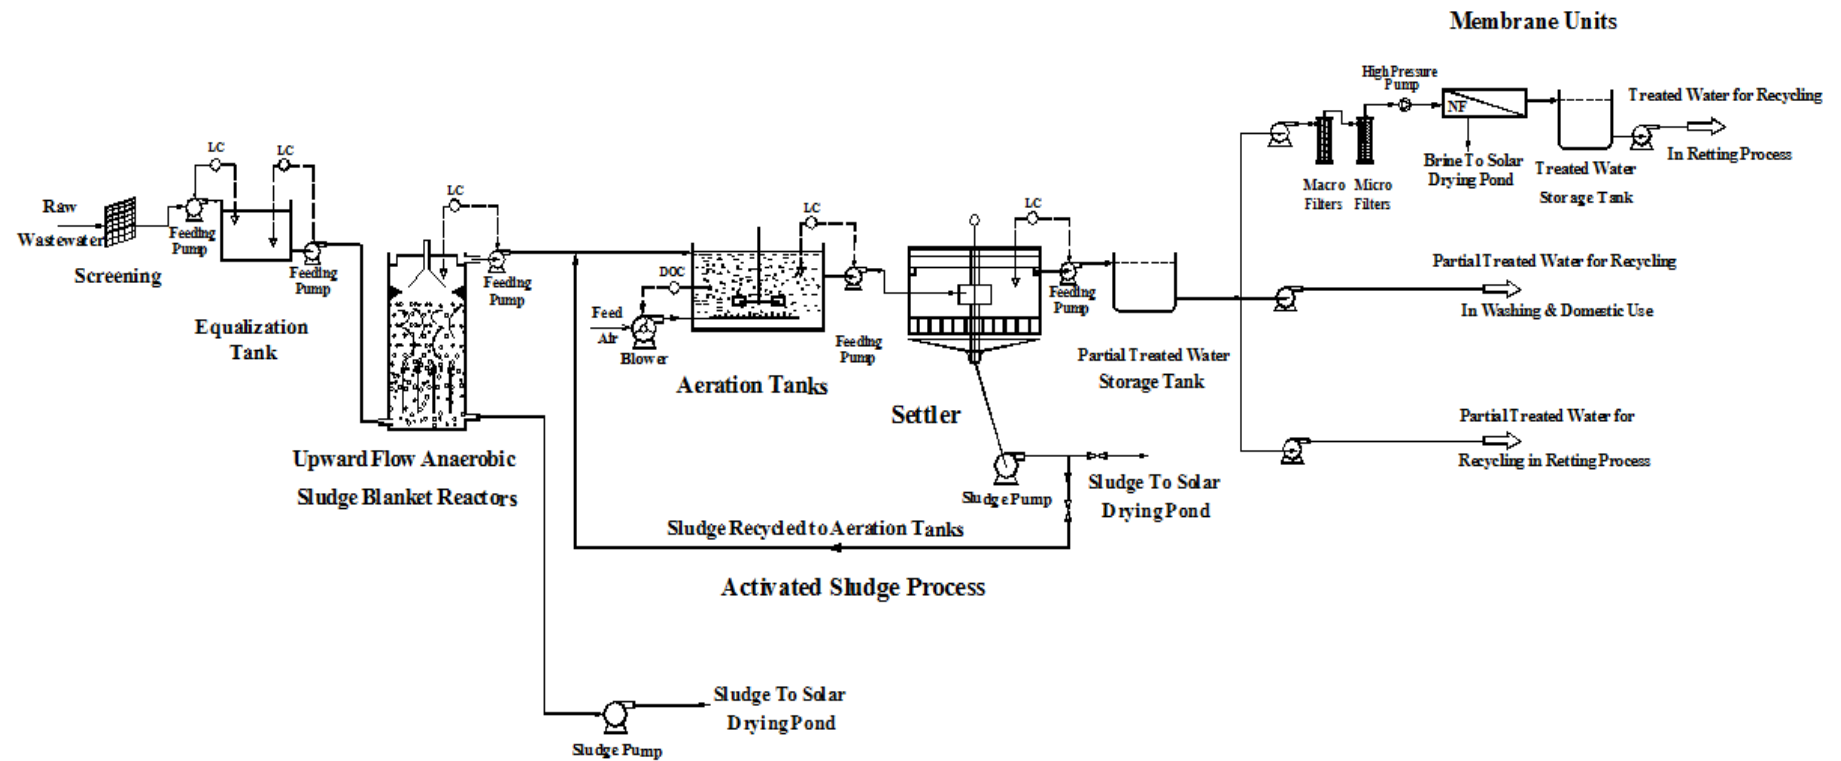 Membrane Units
High Pressure
Pump
NF
Treated Water for Recycling
In Retting Process
Brine To Solar
Drying Pond
Treated Water
Storage Tank
Macro
Filters
Micro
Filters
LC
LC
Raw
Wastewater
Screening
Feeding
Pump
Feeding
Pump
Equalization
Tank
LC
Feeding
Pump
Upward Flow Anaerobic
Sludge Blanket Reactors
LC
DOC
Feed
Air
Blower
Feeding
Pump
Aeration Tanks
LC
Feeding
Pump
Settler
Partial Treated Water
Storage Tank
Partial Treated Water for Recycling
In Washing & Domestic Use
Partial Treated Water for
Recycling in Retting Process
Sludge Pump
Sludge To Solar
Drying Pond
Sludge Recycled to Aeration Tanks
Activated Sludge Process
Sludge To Solar
Drying Pond
Sludge Pump